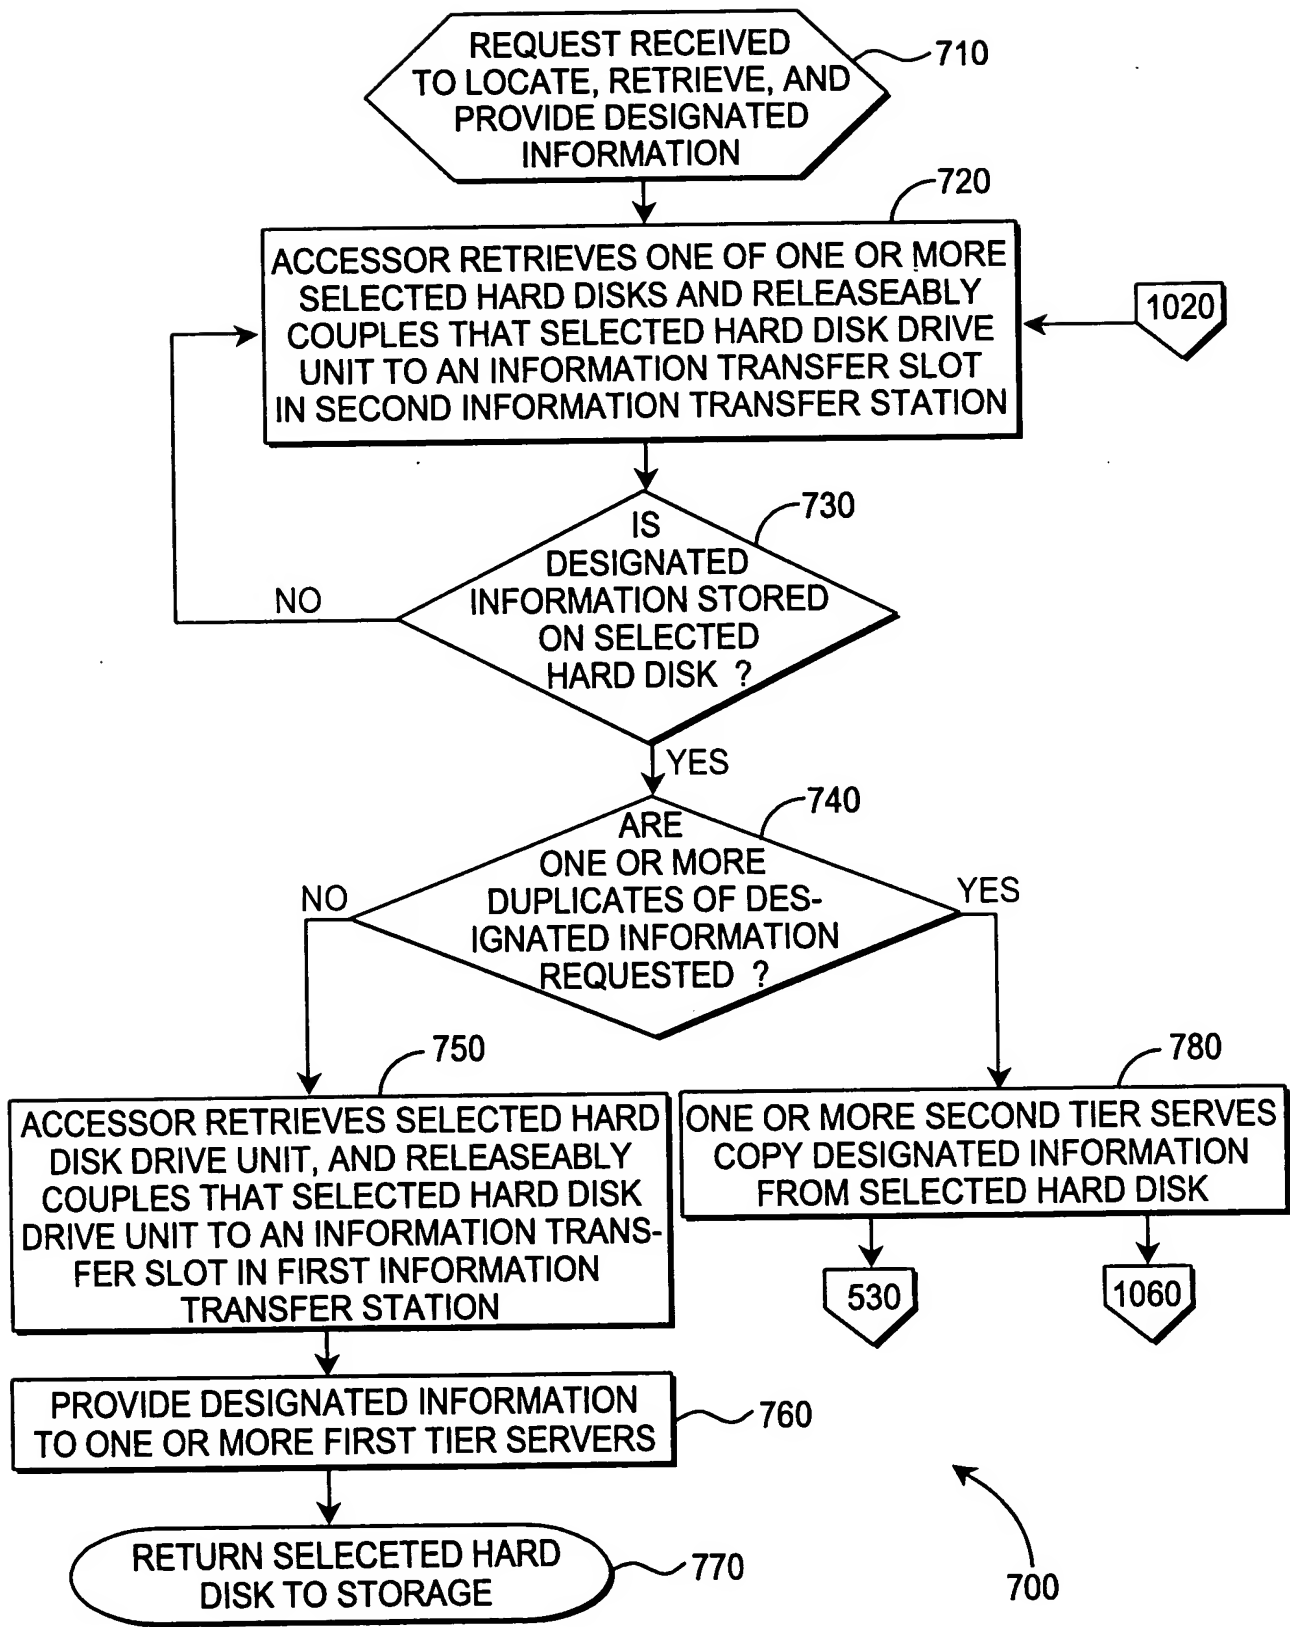 REQUEST RECEIVED
TO LOCATE, RETRIEVE, AND
PROVIDE DESIGNATED
INFORMATION
710
720
ACCESSOR RETRIEVES ONE OF ONE OR MORE
SELECTED HARD DISKS AND RELEASEABLY
COUPLES THAT SELECTED HARD DISK DRIVE
UNIT TO AN INFORMATION TRANSFER SLOT
IN SECOND INFORMATION TRANSFER STATION
1020
730
IS
DESIGNATED
INFORMATION STORED
ON SELECTED
HARD DISK ?
NO
YES
740
ARE
ONE OR MORE
DUPLICATES OF DES-
IGNATED INFORMATION
REQUESTED ?
NO
YES
750
ACCESSOR RETRIEVES SELECTED HARD
DISK DRIVE UNIT, AND RELEASEABLY
COUPLES THAT SELECTED HARD DISK
DRIVE UNIT TO AN INFORMATION TRANS-
FER SLOT IN FIRST INFORMATION
TRANSFER STATION
780
ONE OR MORE SECOND TIER SERVES
COPY DESIGNATED INFORMATION
FROM SELECTED HARD DISK
530
1060
PROVIDE DESIGNATED INFORMATION
TO ONE OR MORE FIRST TIER SERVERS
760
RETURN SELECETED HARD
DISK TO STORAGE
770
700